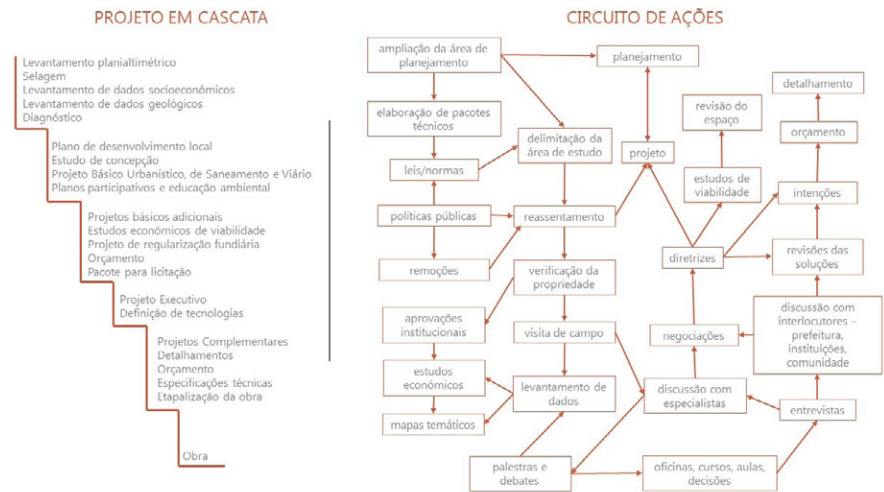 PROJETO EM CASCATA
Levantamento planialtimétrico
Selagem
Levantamento de dados socioeconômicos
Levantamento de dados geológicos
Diagnóstico
Plano de desenvolvimento local
Estudo de concepção
Projeto Básico Urbanístico, de Saneamento e Viário
Planos participativos e educação ambiental
Projetos básicos adicionais
Estudos econômicos de viabilidade
Projeto de regularização fundiária
Orçamento
Pacote para licitação
Projeto Executivo
Definição de tecnologias
Projetos Complementares
Detalhamentos
Orçamento
Especificações técnicas
Etapalização da obra
Obra
CIRCUITO DE AÇÕES
ampliação da área de
planejamento
planejamento
detalhamento
revisão do
espaço
elaboração de pacotes
técnicos
delimitação da
área de estudo
projeto
orçamento
leis/normas
estudos de
viabilidade
intenções
políticas públicas
reassentamento
remoções
verificação da
propriedade
diretrizes
revisões das
soluções
aprovações
institucionais
visita de campo
negociações
discussão com
interlocutores –
prefeitura,
instituições,
comunidade
estudos
económicos
levantamento de
dados
discussão com
especialistas
entrevistas
mapas temáticos
palestras e
debates
oficinas, cursos, aulas,
decisões